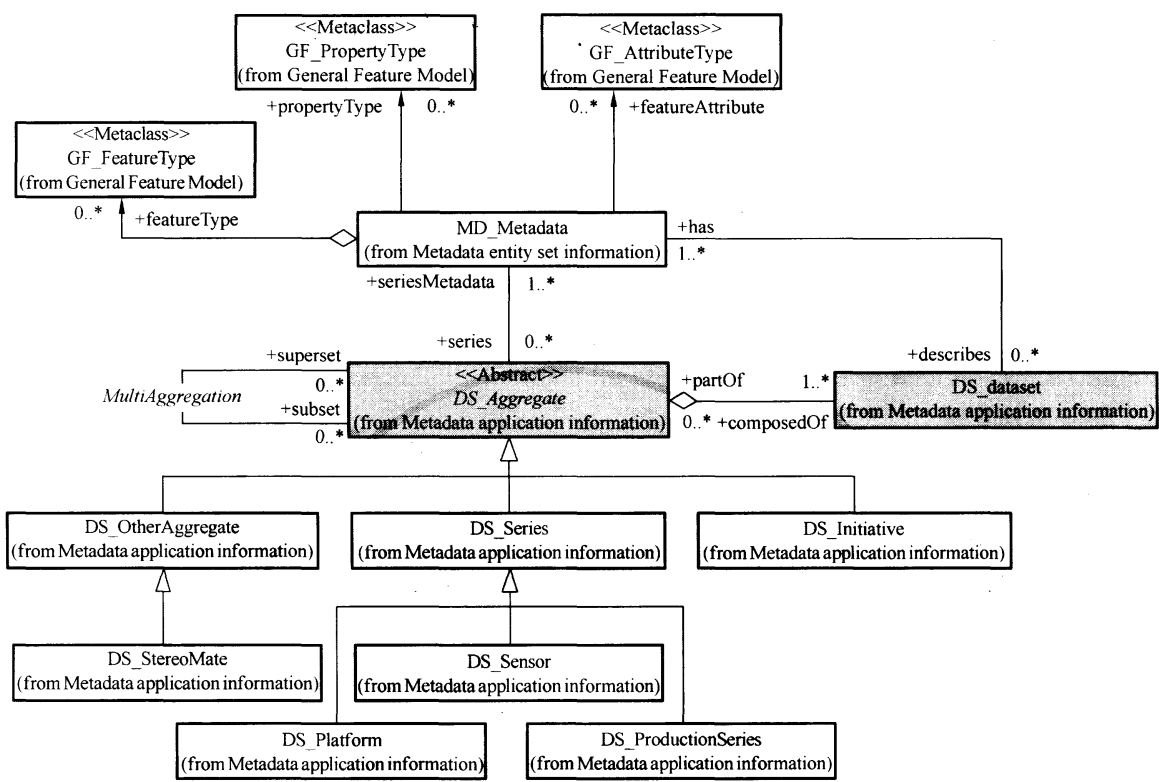 <<Metaclass>>
GF_PropertyType
(from General Feature Model)
<<Metaclass>>
GF_AttributeType
(from General Feature Model)
+propertyType
0..*
0..*
+featureAttribute
<<Metaclass>>
GF_FeatureType
(from General Feature Model)
0..*
+featureType
MD_Metadata
(from Metadata entity set information)
+has
1..*
+seriesMetadata
1..*
+series
0..*
+describes
0..*
+superset
0..*
MultiAggregation
+subset
0..*
<<Abstract>>
DS_Aggregate
(from Metadata application information)
+partOf
1..*
0..*
+composedOf
DS_dataset
(from Metadata application information)
DS_OtherAggregate
(from Metadata application information)
DS_Series
(from Metadata application information)
DS_Initiative
(from Metadata application information)
DS_StereoMate
(from Metadata application information)
DS_Sensor
(from Metadata application information)
DS_Platform
(from Metadata application information)
DS_ProductionSeries
(from Metadata application information)